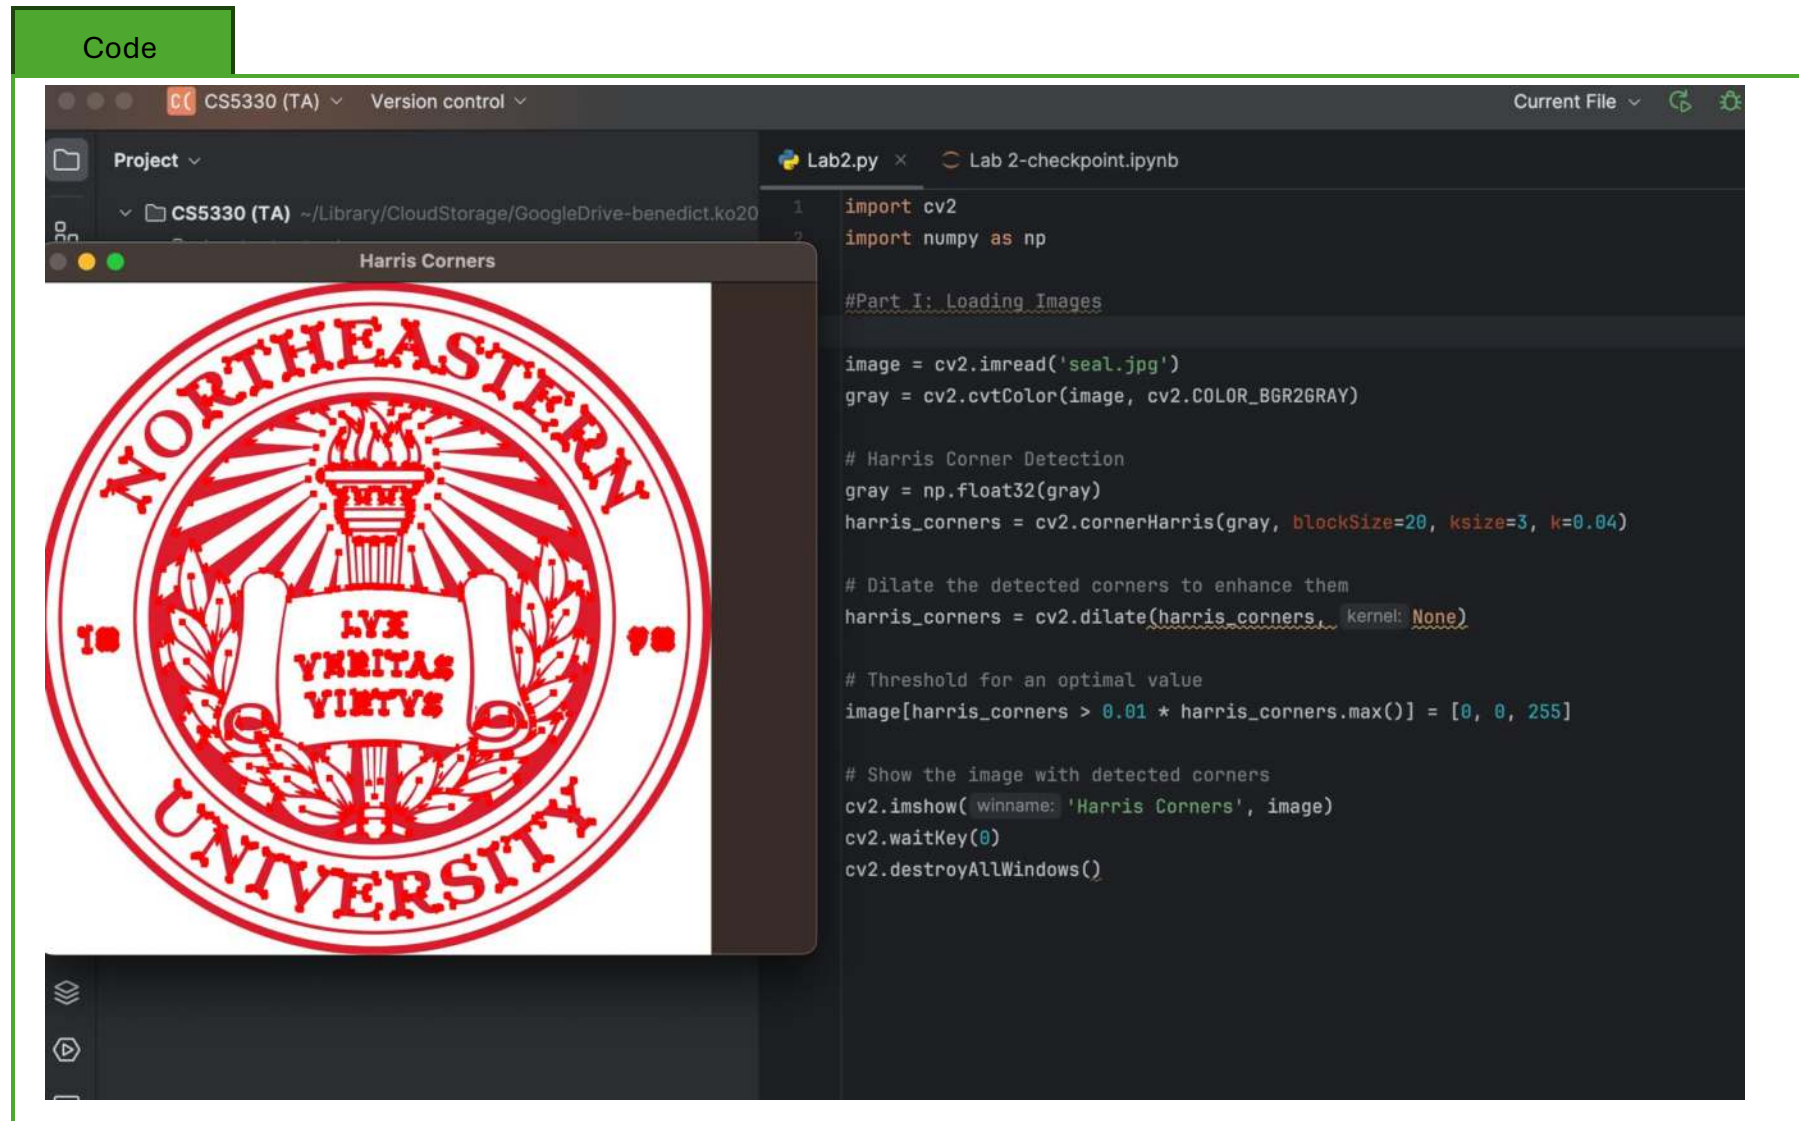 Code
CS5330 (TA)
Version control
Current File
Project
Lab2.py
Lab 2-checkpoint.ipynb
CS5330 (TA) ~/Library/CloudStorage/GoogleDrive-benedict.ko20
Harris Corners
NORTHEASTERN
LVX
VERITAS
VIRTVS
UNIVERSITY
1 import cv2
2 import numpy as np
#Part I: Loading Images
image = cv2.imread('seal.jpg')
gray = cv2.cvtColor(image, cv2.COLOR_BGR2GRAY)
# Harris Corner Detection
gray = np.float32(gray)
harris_corners = cv2.cornerHarris(gray, blockSize=20, ksize=3, k=0.04)
# Dilate the detected corners to enhance them
harris_corners = cv2.dilate(harris_corners, kernel: None)
# Threshold for an optimal value
image[harris_corners > 0.01 * harris_corners.max()] = [0, 0, 255]
# Show the image with detected corners
cv2.imshow( winname: 'Harris Corners', image)
cv2.waitKey(0)
cv2.destroyAllWindows()